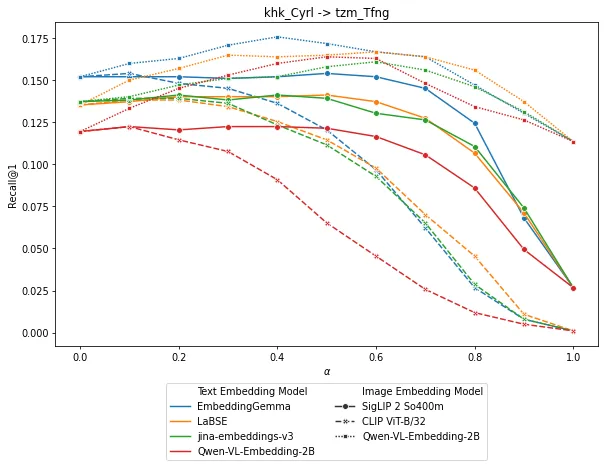 khk_Cyrl -> tzm_Tfng
0.175
0.150
0.125
0.100
0.075
0.050
0.025
0.000
Recall@1
0.0 0.2 0.4 0.6 0.8 1.0
α
Text Embedding Model Image Embedding Model
EmbeddingGemma SigLIP 2 So400m
LaBSE CLIP ViT-B/32
jina-embeddings-v3 Qwen-VL-Embedding-2B
Qwen-VL-Embedding-2B